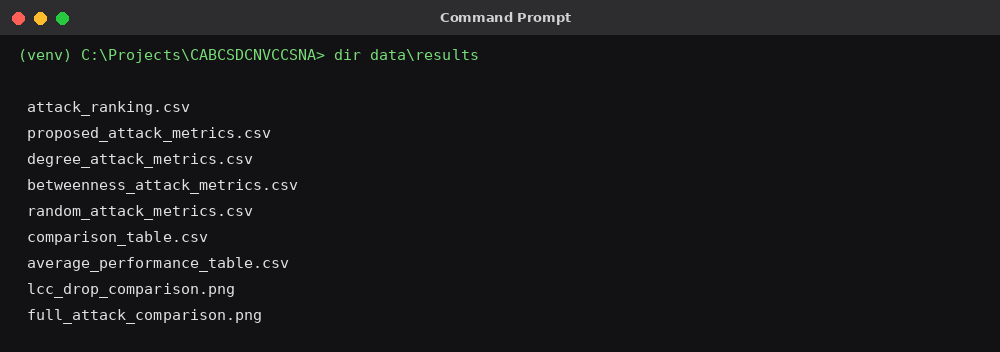 Command Prompt
(venv) C:\Projects\CABCSDCNVCCSNA> dir data\results
attack_ranking.csv
proposed_attack_metrics.csv
degree_attack_metrics.csv
betweenness_attack_metrics.csv
random_attack_metrics.csv
comparison_table.csv
average_performance_table.csv
lcc_drop_comparison.png
full_attack_comparison.png